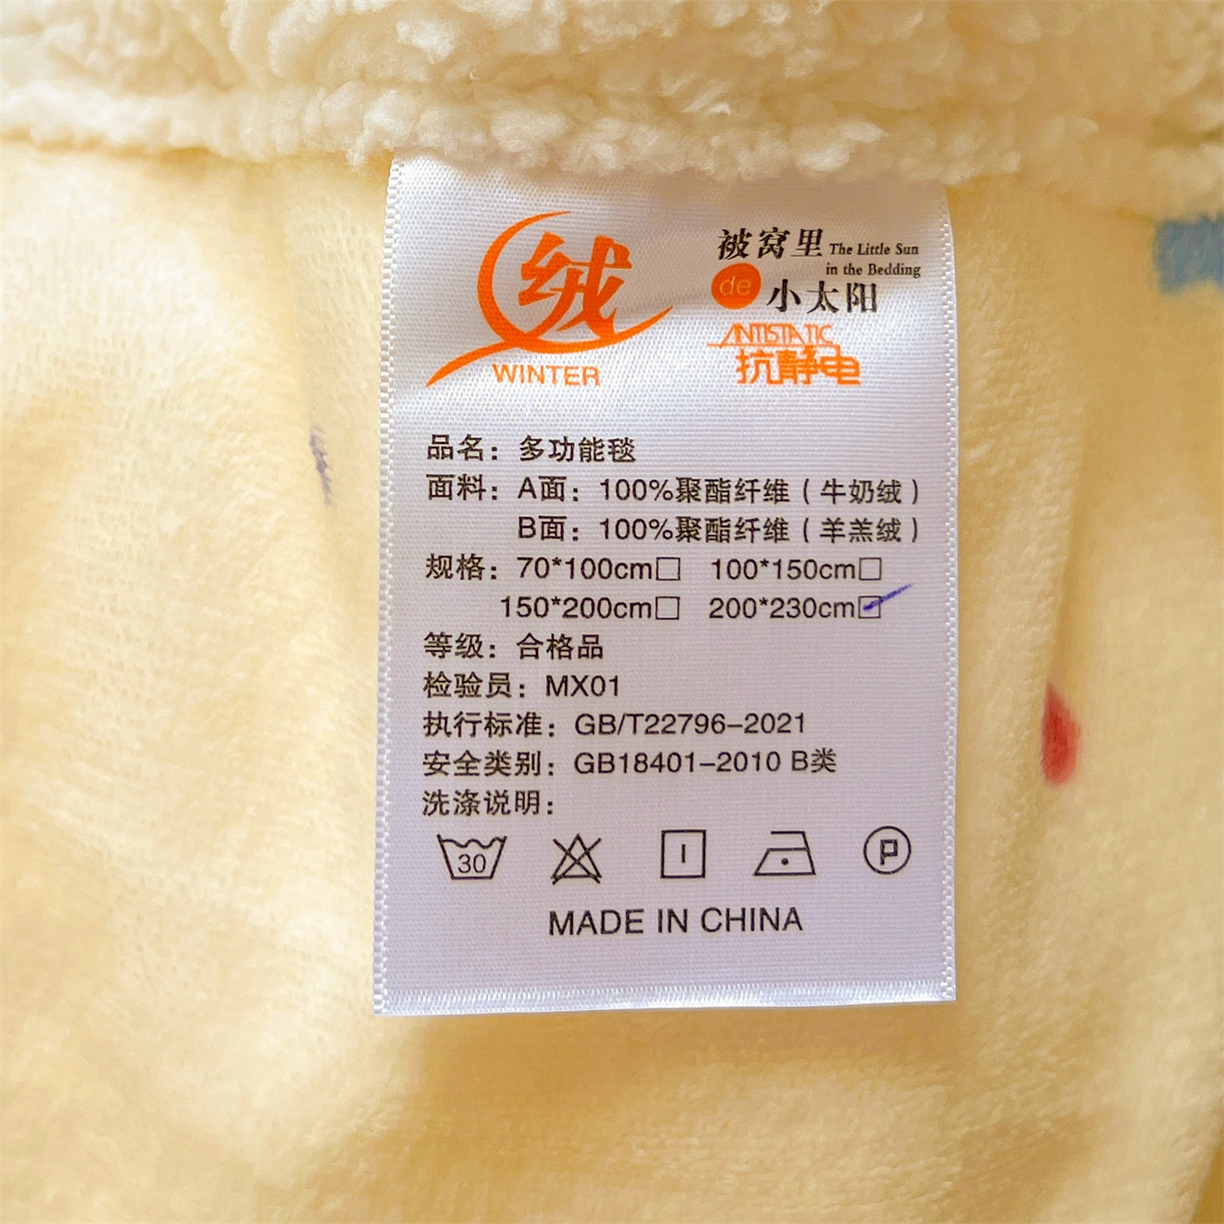 绒
WINTER
被窝里 The Little Sun
in the Bedding
de 小太阳
ANTISTATIC
抗静电
品名：多功能毯
面料：A面：100%聚酯纤维（牛奶绒）
B面：100%聚酯纤维（羊羔绒）
规格：70*100cm□ 100*150cm□
150*200cm□ 200*230cm☑
等级：合格品
检验员：MX01
执行标准：GB/T22796-2021
安全类别：GB18401-2010 B类
洗涤说明：
30 P
MADE IN CHINA